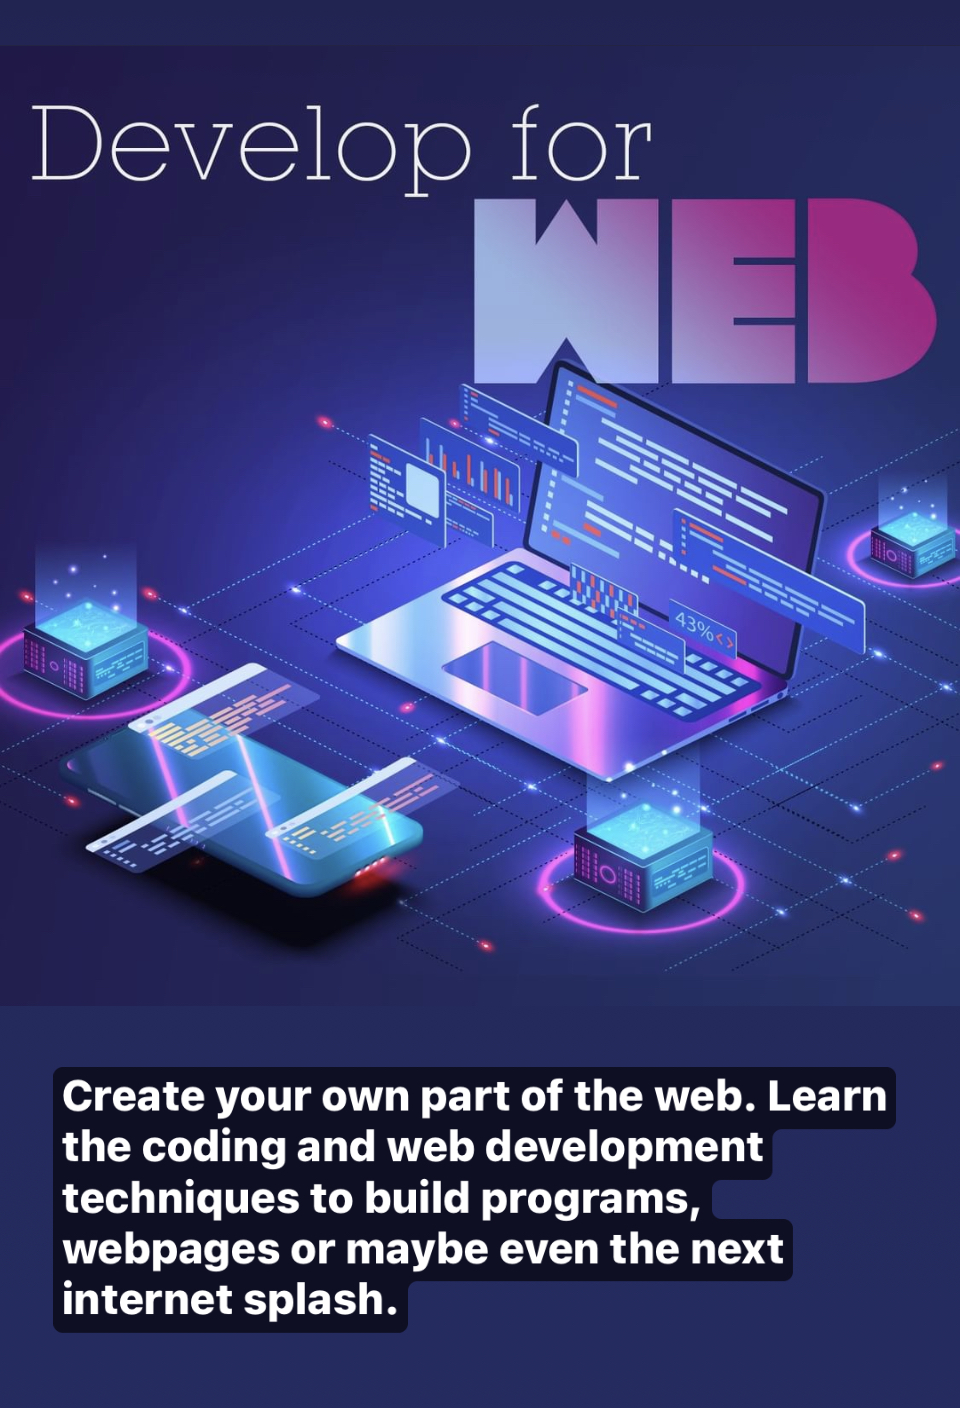 Develop for
WEB
43%<>
Create your own part of the web. Learn
the coding and web development
techniques to build programs,
webpages or maybe even the next
internet splash.